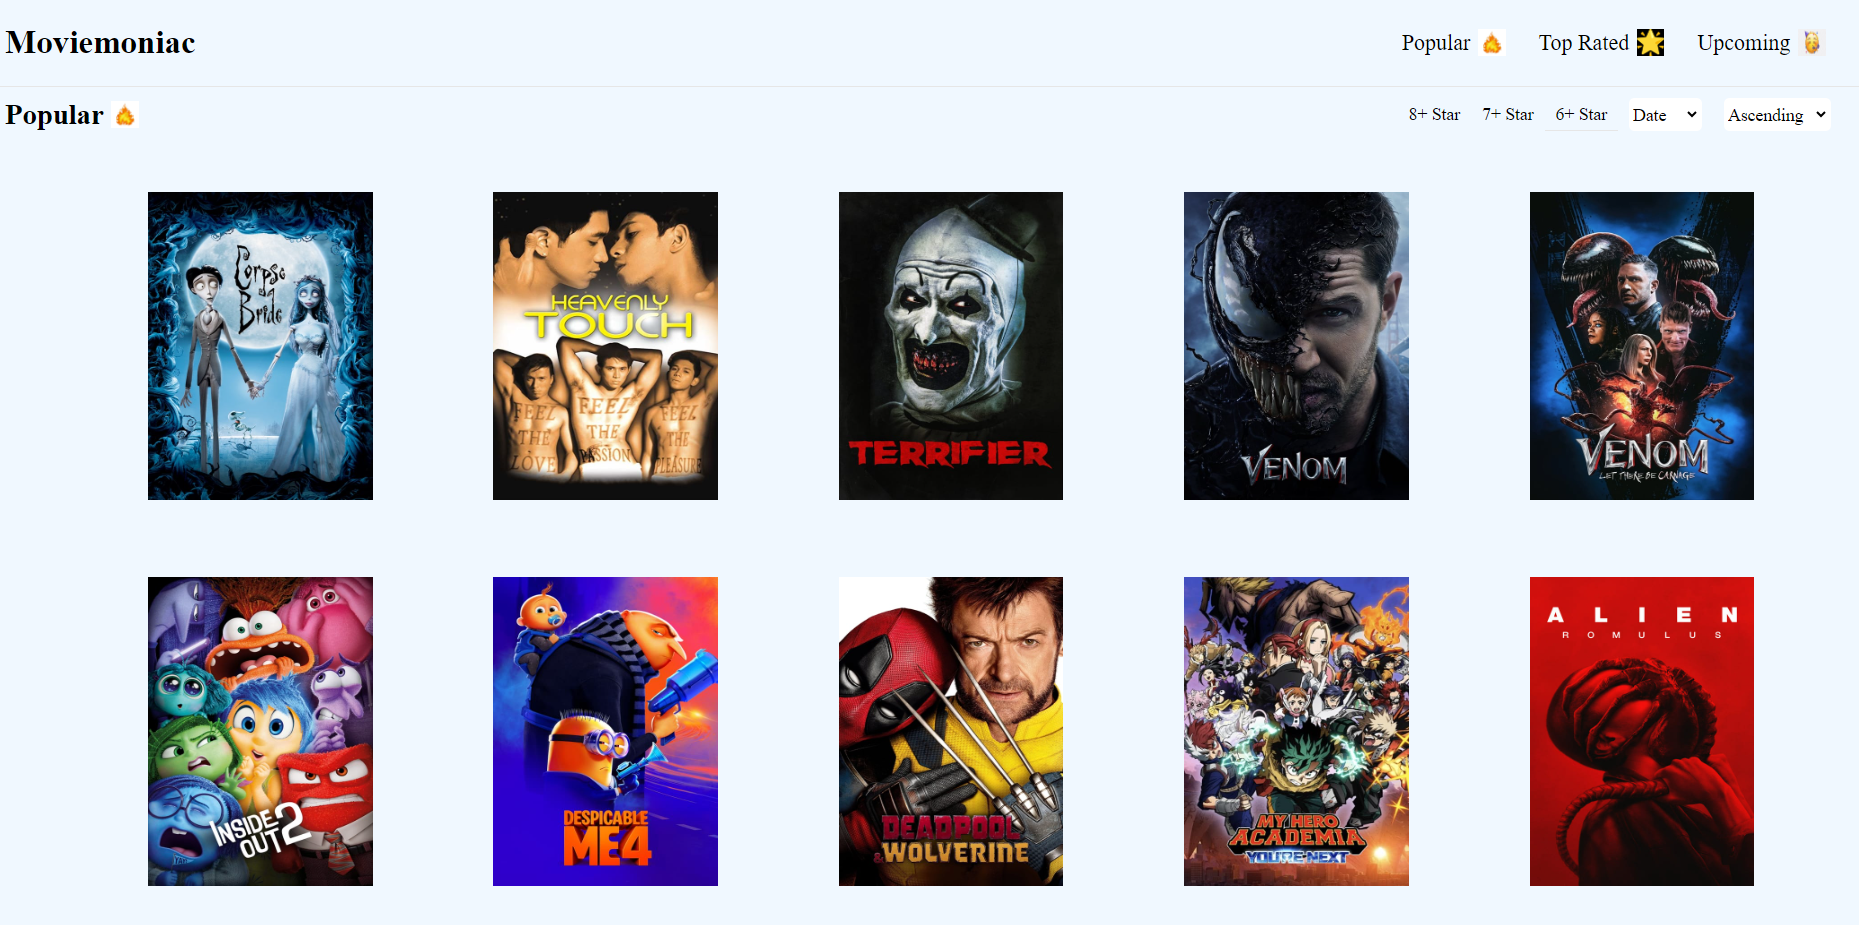 Moviemoniac
Popular
Top Rated
Upcoming
Popular
8+ Star
7+ Star
6+ Star
Date
Ascending
Corpse
Bride
HEAVENLY
TOUCH
FEEL
THE
LOVE
FEEL
THE
PASSION
FEEL
THE
PLEASURE
TERRIFIER
VENOM
VENOM
LET THERE BE CARNAGE
INSIDE
OUT 2
DESPICABLE
ME4
DEADPOOL
& WOLVERINE
MY HERO
ACADEMIA
YOU'RE NEXT
ALIEN
ROMULUS